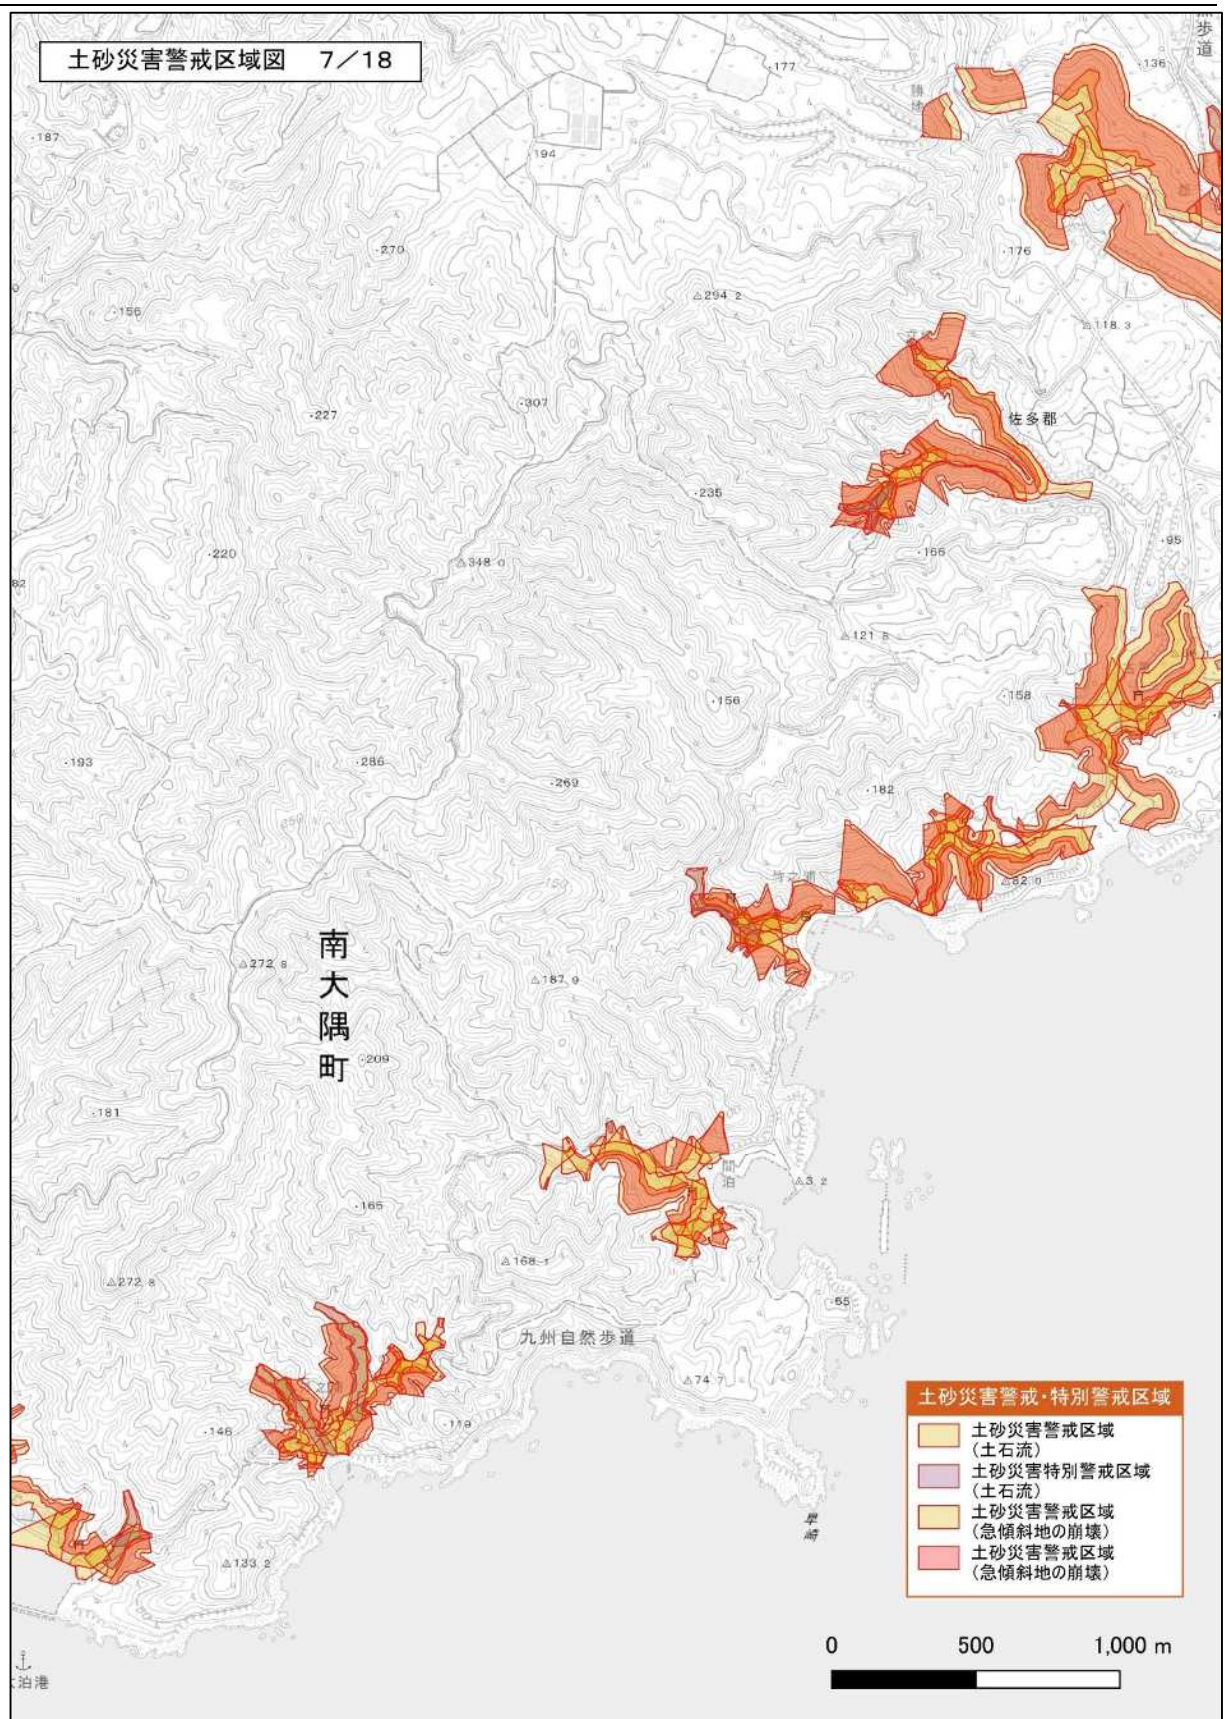 土砂災害警戒区域図 7／18
歩道
·177
·136
·187
·194
·270
·176
△294.2
·156
△118.3
·307
·227
佐多郡
·235
·95
·220
·166
△348.0
82
△121.8
·158
·156
·193
·286
·269
·182
△82.0
南大隅町
△272.8
△187.9
·209
·181
間泊
△3.2
·165
△168.1
△272.8
·55
九州自然歩道
△74.7
·119
·146
△133.2
土砂災害警戒・特別警戒区域
土砂災害警戒区域
（土石流）
土砂災害特別警戒区域
（土石流）
土砂災害警戒区域
（急傾斜地の崩壊）
土砂災害警戒区域
（急傾斜地の崩壊）
0 500 1,000 m
泊港